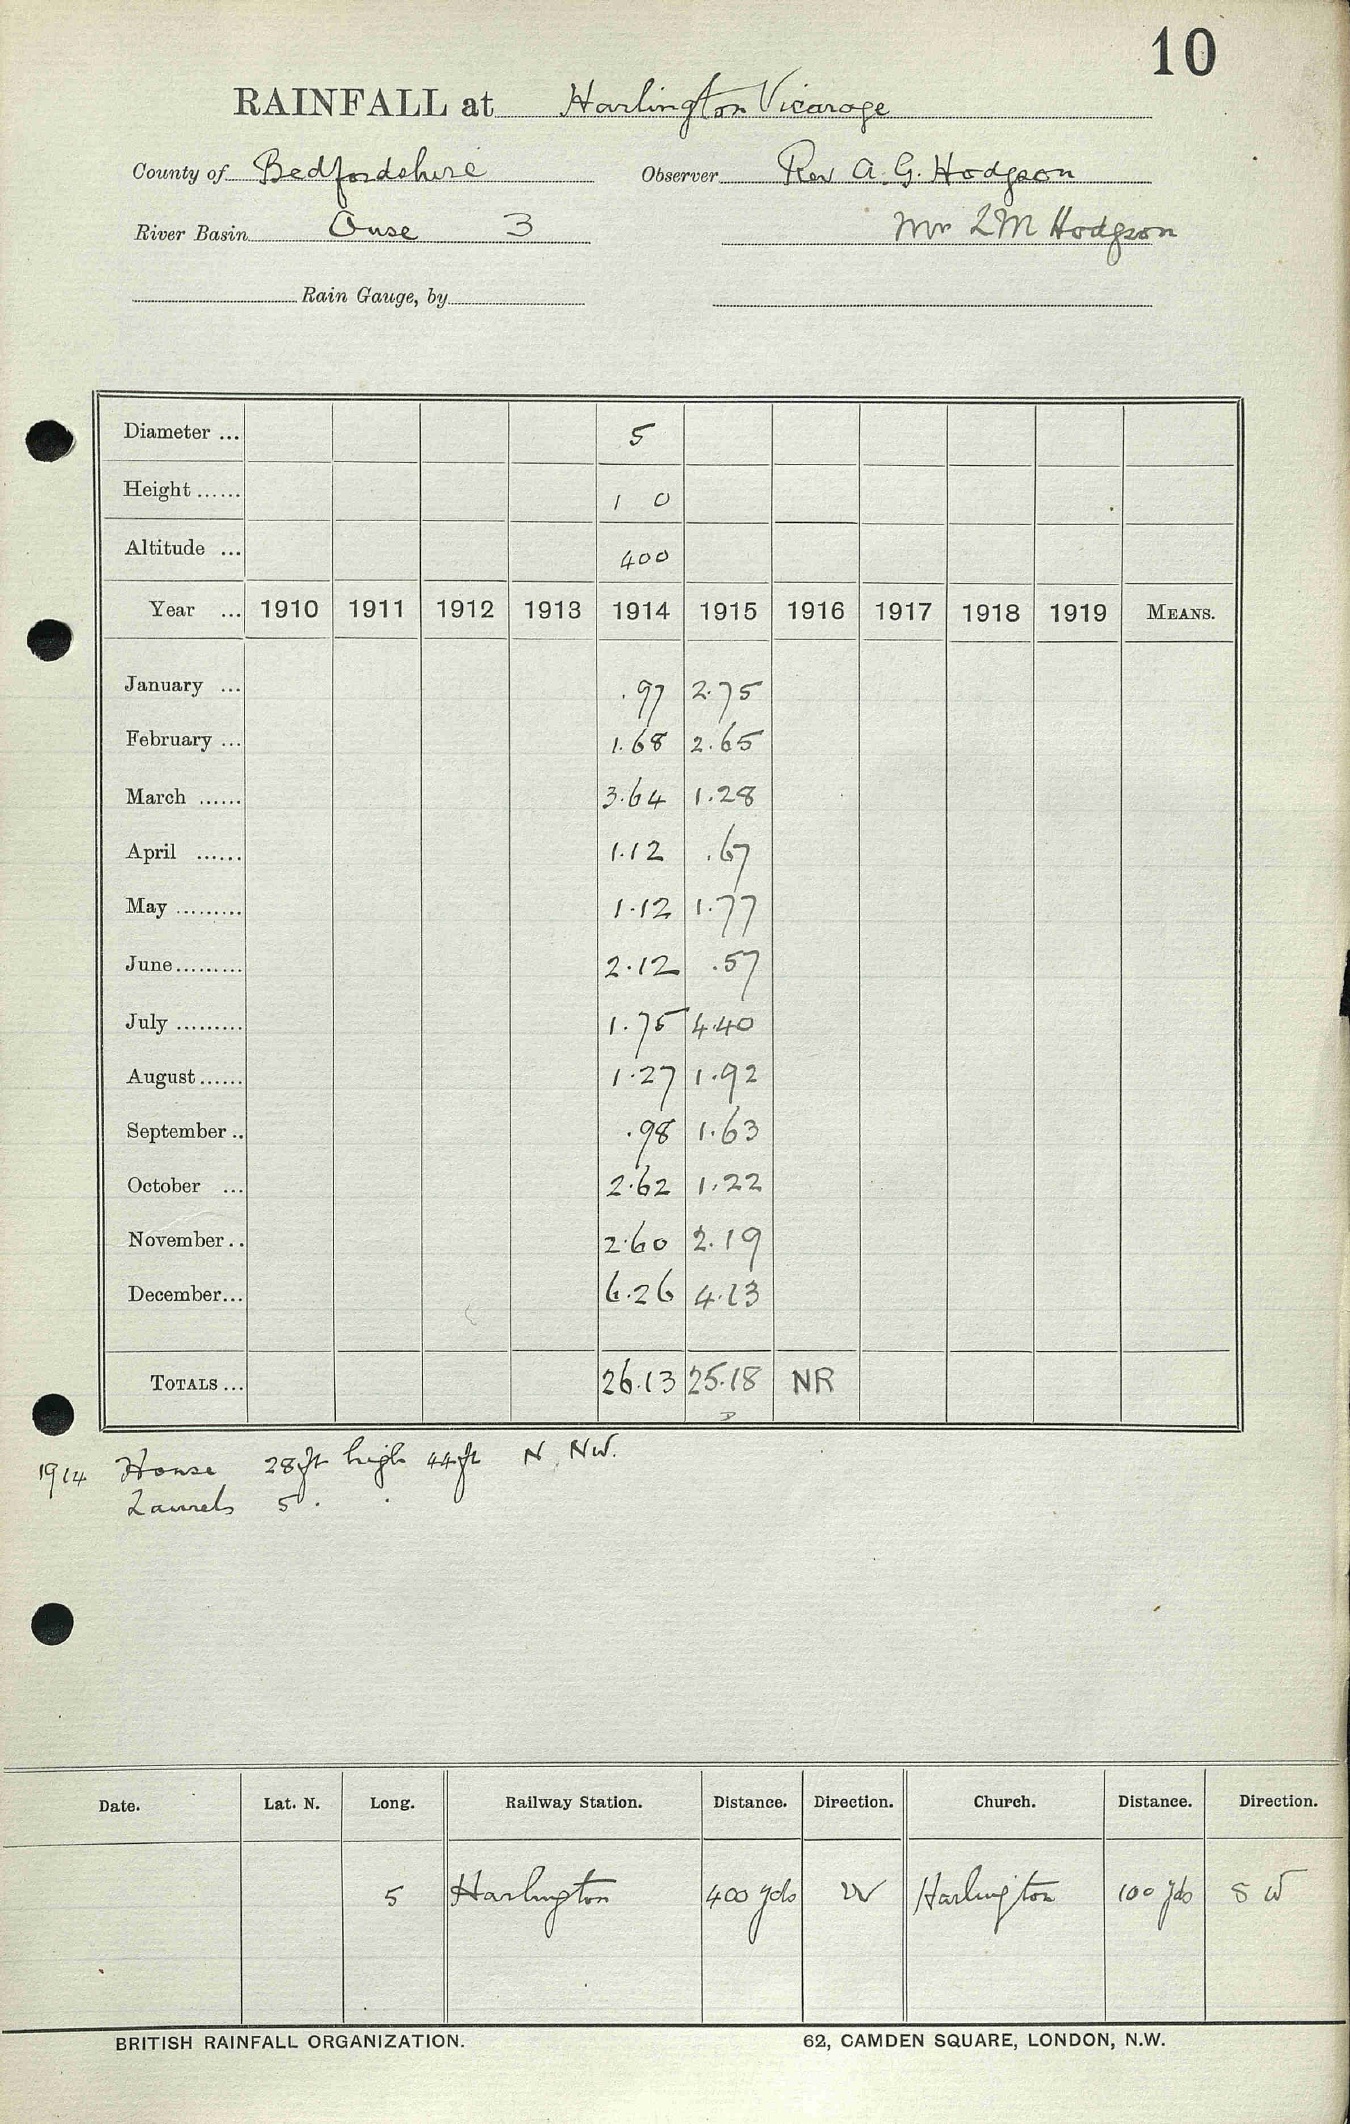 10
RAINFALL at Harlington Vicarage
County of Bedfordshire Observer Rev A. G. Hodgson
River Basin Ouse 3 Mr L M Hodgson
Rain Gauge, by
Diameter ... 5
Height ...... 1 0
Altitude ... 400
Year ... 1910 1911 1912 1913 1914 1915 1916 1917 1918 1919 MEANS.
January ... .97 2.75
February ... 1.68 2.65
March ...... 3.64 1.28
April ...... 1.12 .67
May ......... 1.12 1.77
June ......... 2.12 .57
July ......... 1.75 4.40
August ...... 1.27 1.92
September .. .98 1.63
October ... 2.62 1.22
November .. 2.60 2.19
December... 6.26 4.13
TOTALS ... 26.13 25.18 NR
1914 House 28ft high 44ft N, NW.
Laurels 5 . .
Date. Lat. N. Long. Railway Station. Distance. Direction. Church. Distance. Direction.
5 Harlington 400 yds W Harlington 100 yds S W
BRITISH RAINFALL ORGANIZATION. 62, CAMDEN SQUARE, LONDON, N.W.